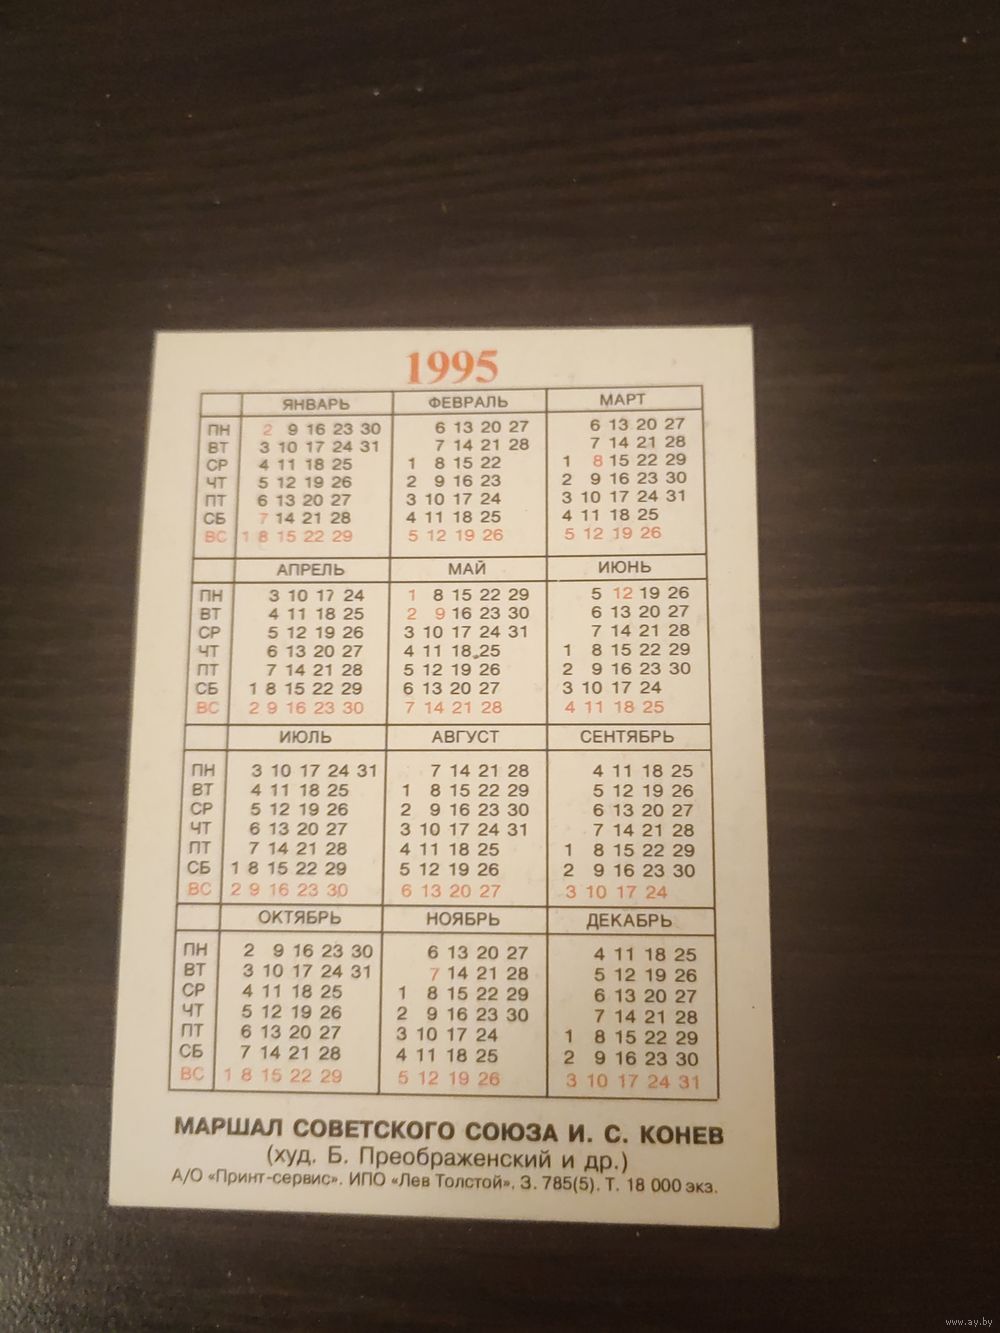 1995
ЯНВАРЬ ФЕВРАЛЬ МАРТ
ПН 2 9 16 23 30 6 13 20 27 6 13 20 27
ВТ 3 10 17 24 31 7 14 21 28 7 14 21 28
СР 4 11 18 25 1 8 15 22 1 8 15 22 29
ЧТ 5 12 19 26 2 9 16 23 2 9 16 23 30
ПТ 6 13 20 27 3 10 17 24 3 10 17 24 31
СБ 7 14 21 28 4 11 18 25 4 11 18 25
ВС 1 8 15 22 29 5 12 19 26 5 12 19 26
АПРЕЛЬ МАЙ ИЮНЬ
ПН 3 10 17 24 1 8 15 22 29 5 12 19 26
ВТ 4 11 18 25 2 9 16 23 30 6 13 20 27
СР 5 12 19 26 3 10 17 24 31 7 14 21 28
ЧТ 6 13 20 27 4 11 18 25 1 8 15 22 29
ПТ 7 14 21 28 5 12 19 26 2 9 16 23 30
СБ 1 8 15 22 29 6 13 20 27 3 10 17 24
ВС 2 9 16 23 30 7 14 21 28 4 11 18 25
ИЮЛЬ АВГУСТ СЕНТЯБРЬ
ПН 3 10 17 24 31 7 14 21 28 4 11 18 25
ВТ 4 11 18 25 1 8 15 22 29 5 12 19 26
СР 5 12 19 26 2 9 16 23 30 6 13 20 27
ЧТ 6 13 20 27 3 10 17 24 31 7 14 21 28
ПТ 7 14 21 28 4 11 18 25 1 8 15 22 29
СБ 1 8 15 22 29 5 12 19 26 2 9 16 23 30
ВС 2 9 16 23 30 6 13 20 27 3 10 17 24
ОКТЯБРЬ НОЯБРЬ ДЕКАБРЬ
ПН 2 9 16 23 30 6 13 20 27 4 11 18 25
ВТ 3 10 17 24 31 7 14 21 28 5 12 19 26
СР 4 11 18 25 1 8 15 22 29 6 13 20 27
ЧТ 5 12 19 26 2 9 16 23 30 7 14 21 28
ПТ 6 13 20 27 3 10 17 24 1 8 15 22 29
СБ 7 14 21 28 4 11 18 25 2 9 16 23 30
ВС 1 8 15 22 29 5 12 19 26 3 10 17 24 31
МАРШАЛ СОВЕТСКОГО СОЮЗА И. С. КОНЕВ
(худ. Б. Преображенский и др.)
А/О «Принт-сервис». ИПО «Лев Толстой». З. 785(5). Т. 18 000 экз.
www.ay.by